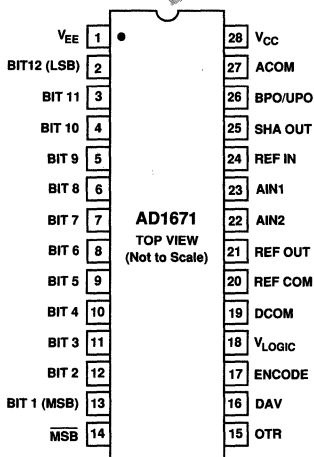 VEE 1 28 VCC
BIT12 (LSB) 2 27 ACOM
BIT 11 3 26 BPO/UPO
BIT 10 4 25 SHA OUT
BIT 9 5 24 REF IN
BIT 8 6 23 AIN1
BIT 7 7 22 AIN2
AD1671
TOP VIEW
(Not to Scale)
BIT 6 8 21 REF OUT
BIT 5 9 20 REF COM
BIT 4 10 19 DCOM
BIT 3 11 18 VLOGIC
BIT 2 12 17 ENCODE
BIT 1 (MSB) 13 16 DAV
MSB 14 15 OTR